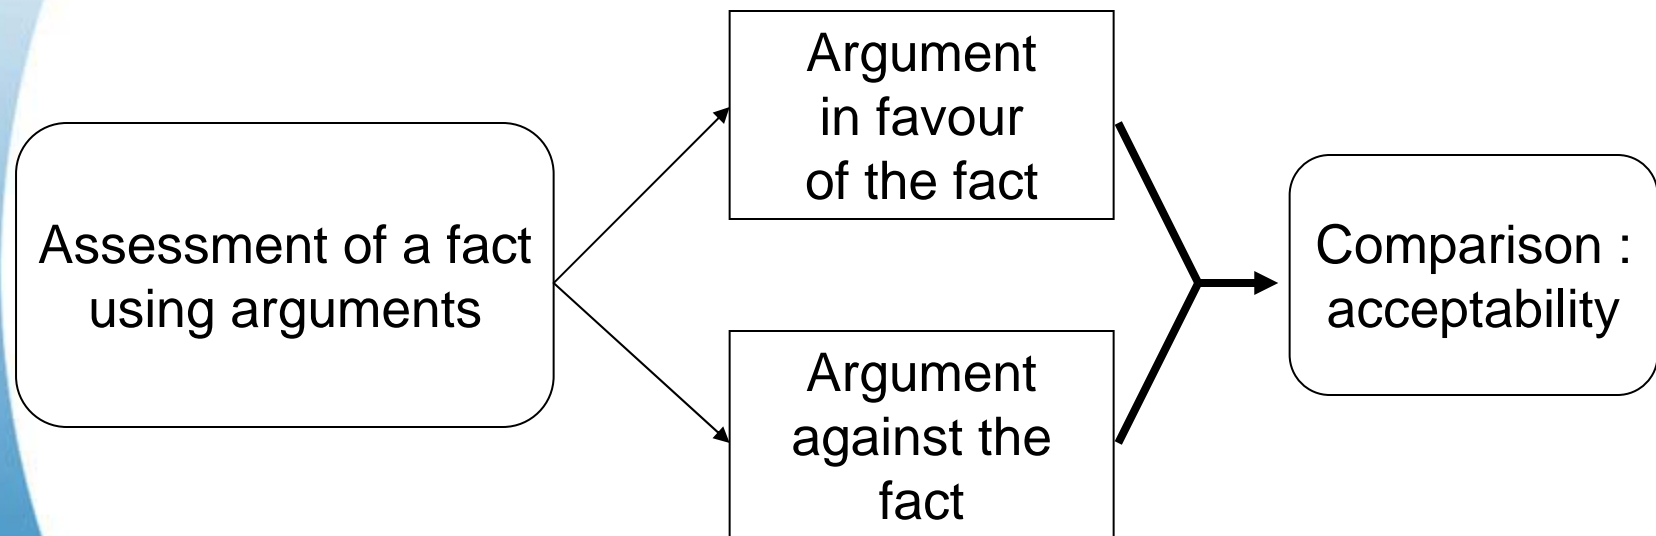 Assessment of a fact
using arguments
Argument
in favour
of the fact
Argument
against the
fact
Comparison :
acceptability